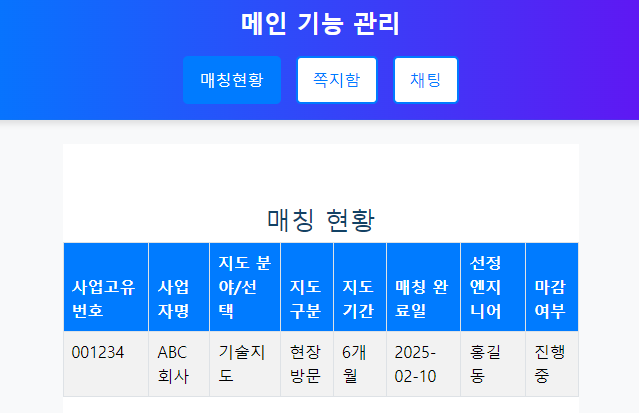 메인 기능 관리
매칭현황 쪽지함 채팅
매칭 현황
사업고유번호 사업자명 지도 분야/선택 지도구분 지도기간 매칭 완료일 선정엔지니어 마감여부
001234 ABC회사 기술지도 현장방문 6개월 2025-02-10 홍길동 진행중